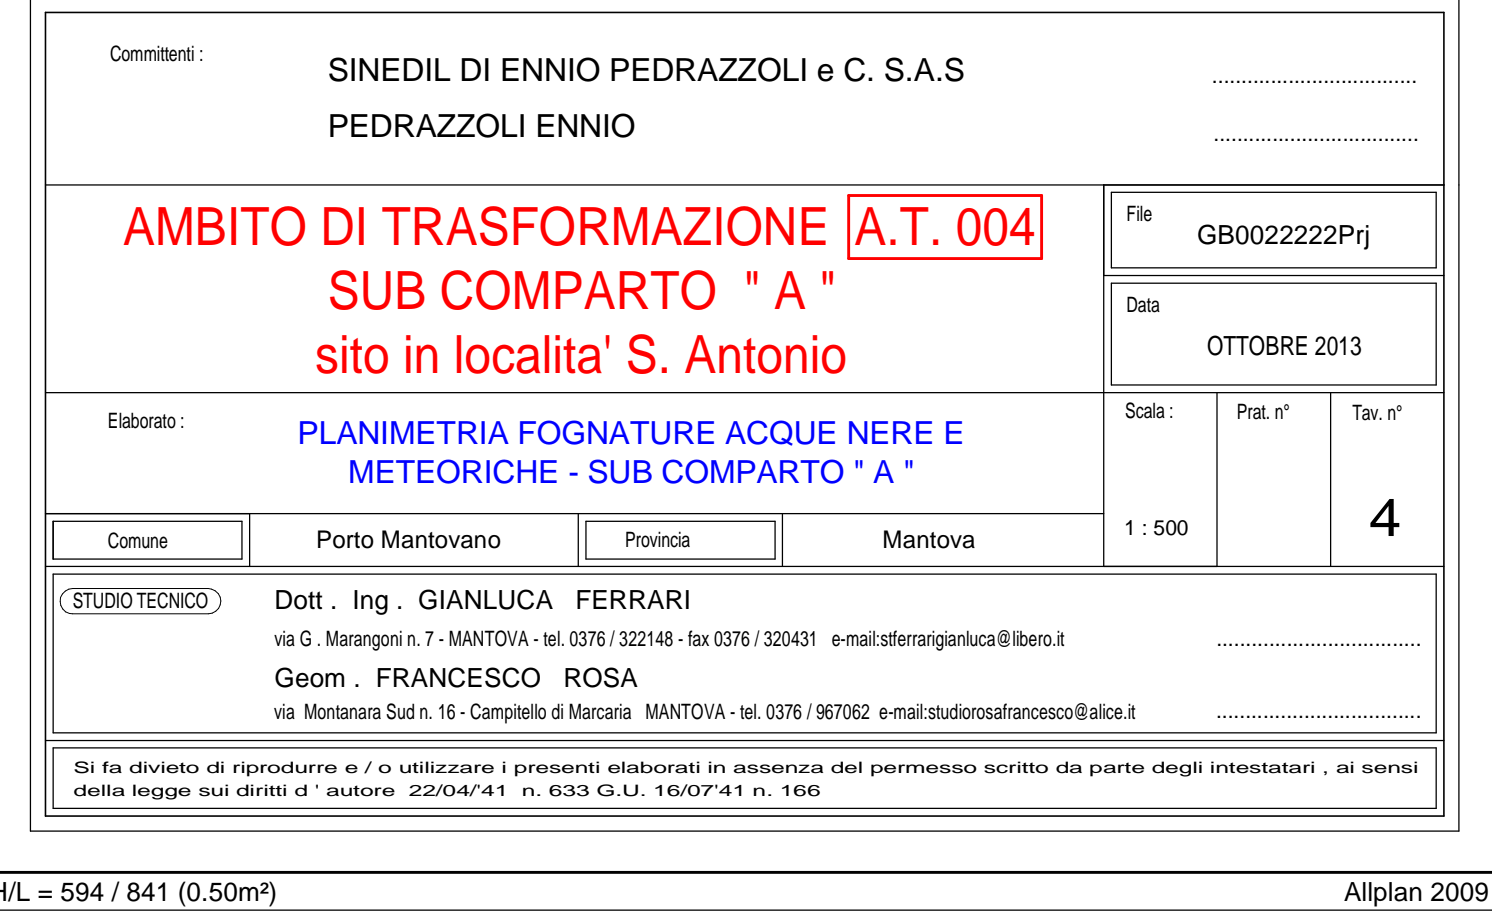 Committenti :
SINEDIL DI ENNIO PEDRAZZOLI e C. S.A.S ..................................
PEDRAZZOLI ENNIO ..................................
AMBITO DI TRASFORMAZIONE A.T. 004
SUB COMPARTO " A "
sito in localita' S. Antonio
File
GB0022222Prj
Data
OTTOBRE 2013
Elaborato :
PLANIMETRIA FOGNATURE ACQUE NERE E
METEORICHE - SUB COMPARTO " A "
Scala :
1 : 500
Prat. n°
Tav. n°
4
Comune Porto Mantovano Provincia Mantova
STUDIO TECNICO
Dott . Ing . GIANLUCA FERRARI
via G . Marangoni n. 7 - MANTOVA - tel. 0376 / 322148 - fax 0376 / 320431 e-mail:stferrarigianluca@libero.it ..................................
Geom . FRANCESCO ROSA
via Montanara Sud n. 16 - Campitello di Marcaria MANTOVA - tel. 0376 / 967062 e-mail:studiorosafrancesco@alice.it ..................................
Si fa divieto di riprodurre e / o utilizzare i presenti elaborati in assenza del permesso scritto da parte degli intestatari , ai sensi
della legge sui diritti d ' autore 22/04/'41 n. 633 G.U. 16/07'41 n. 166
H/L = 594 / 841 (0.50m²) Allplan 2009